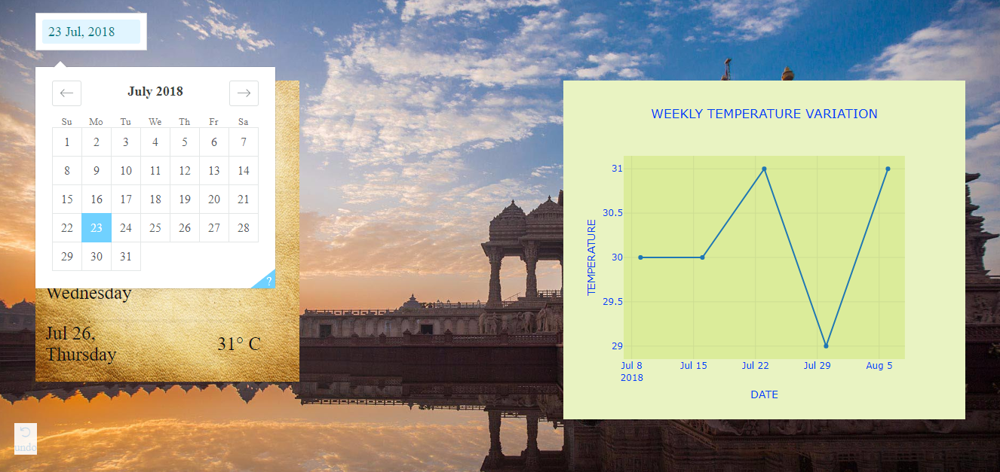 23 Jul, 2018
July 2018
Su Mo Tu We Th Fr Sa
1 2 3 4 5 6 7
8 9 10 11 12 13 14
15 16 17 18 19 20 21
22 23 24 25 26 27 28
29 30 31
?
Wednesday
Jul 26,
Thursday
31° C
undo
WEEKLY TEMPERATURE VARIATION
TEMPERATURE
31
30.5
30
29.5
29
Jul 8 Jul 15 Jul 22 Jul 29 Aug 5
2018
DATE